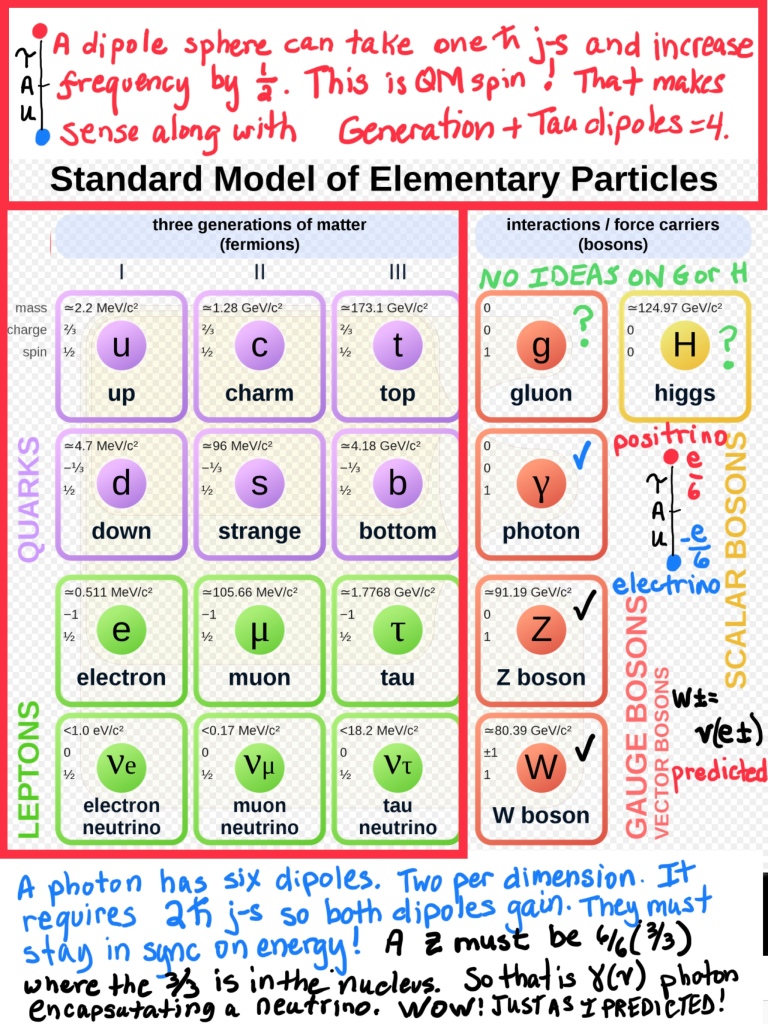 A dipole sphere can take one ħ j-s and increase
frequency by ½. This is QM spin! That makes
sense along with Generation + Tau dipoles = 4.
τ
A
u
Standard Model of Elementary Particles
three generations of matter
(fermions)
interactions / force carriers
(bosons)
I II III
NO IDEAS ON G or H
mass
charge
spin
≃2.2 MeV/c²
⅔
½
u
up
≃1.28 GeV/c²
⅔
½
c
charm
≃173.1 GeV/c²
⅔
½
t
top
0
0
1
g
?
gluon
≃124.97 GeV/c²
0
0
H
?
higgs
QUARKS
≃4.7 MeV/c²
−⅓
½
d
down
≃96 MeV/c²
−⅓
½
s
strange
≃4.18 GeV/c²
−⅓
½
b
bottom
0
0
1
γ
✓
photon
positrino
e/6
τ
A
u
-e/6
electrino
SCALAR BOSONS
LEPTONS
≃0.511 MeV/c²
−1
½
e
electron
≃105.66 MeV/c²
−1
½
μ
muon
≃1.7768 GeV/c²
−1
½
τ
tau
≃91.19 GeV/c²
0
1
Z
✓
Z boson
<1.0 eV/c²
0
½
νe
electron
neutrino
<0.17 MeV/c²
0
½
νμ
muon
neutrino
<18.2 MeV/c²
0
½
ντ
tau
neutrino
≃80.39 GeV/c²
±1
1
W
✓
W boson
GAUGE BOSONS
VECTOR BOSONS
W±=
ν(e±)
predicted
A photon has six dipoles. Two per dimension. It
requires 2ħ j-s so both dipoles gain. They must
stay in sync on energy! A Z must be 6/6(3/3)
where the 3/3 is in the nucleus. So that is γ(ν) photon
encapsutating a neutrino. WOW! JUST AS I PREDICTED!